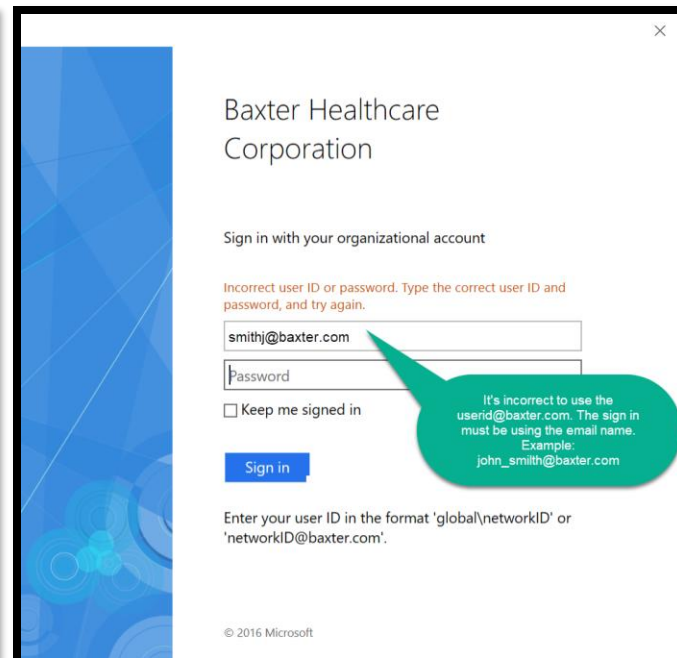 Baxter Healthcare
Corporation
Sign in with your organizational account
Incorrect user ID or password. Type the correct user ID and
password, and try again.
smithj@baxter.com
Password
Keep me signed in
It's incorrect to use the
userid@baxter.com. The sign in
must be using the email name.
Example:
john_smilth@baxter.com
Sign in
Enter your user ID in the format 'global\networkID' or
'networkID@baxter.com'.
© 2016 Microsoft